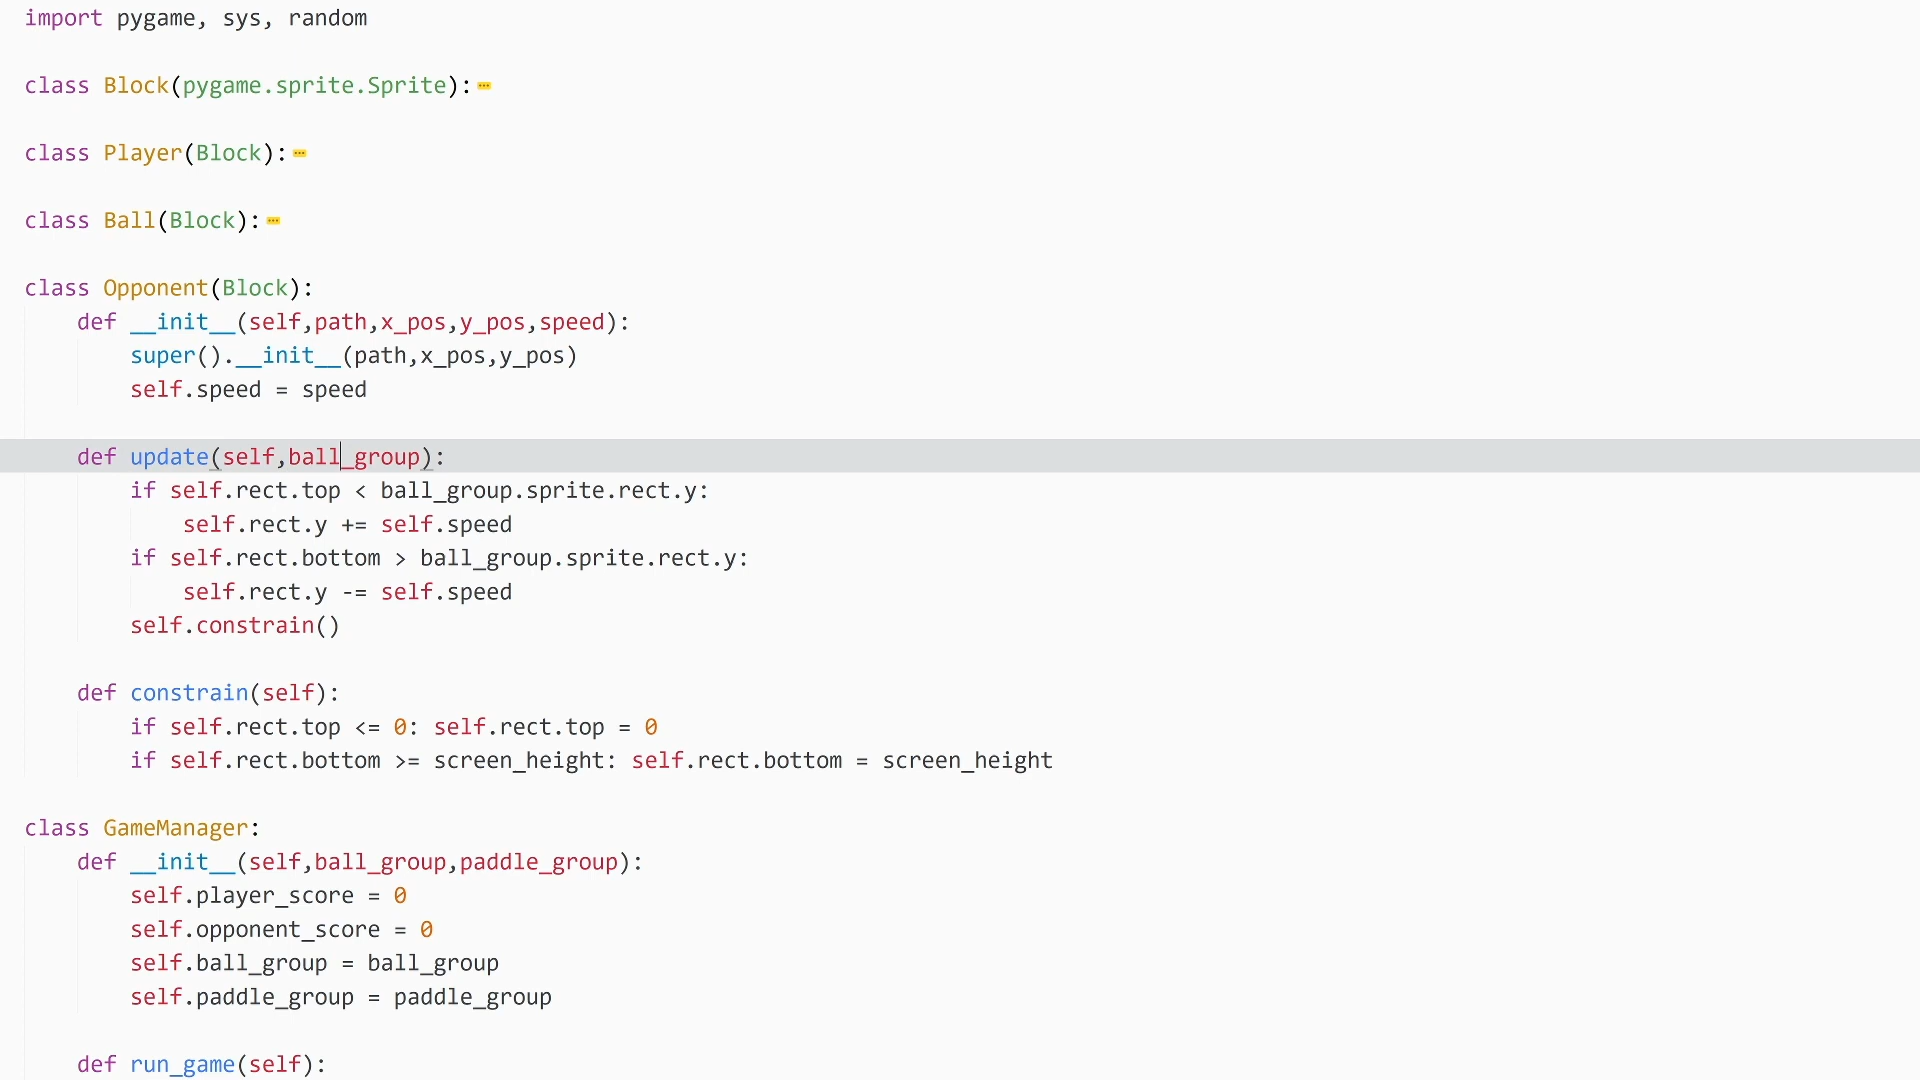 import pygame, sys, random
class Block(pygame.sprite.Sprite):
class Player(Block):
class Ball(Block):
class Opponent(Block):
    def __init__(self,path,x_pos,y_pos,speed):
        super().__init__(path,x_pos,y_pos)
        self.speed = speed
    def update(self,ball_group):
        if self.rect.top < ball_group.sprite.rect.y:
            self.rect.y += self.speed
        if self.rect.bottom > ball_group.sprite.rect.y:
            self.rect.y -= self.speed
        self.constrain()
    def constrain(self):
        if self.rect.top <= 0: self.rect.top = 0
        if self.rect.bottom >= screen_height: self.rect.bottom = screen_height
class GameManager:
    def __init__(self,ball_group,paddle_group):
        self.player_score = 0
        self.opponent_score = 0
        self.ball_group = ball_group
        self.paddle_group = paddle_group
    def run_game(self):